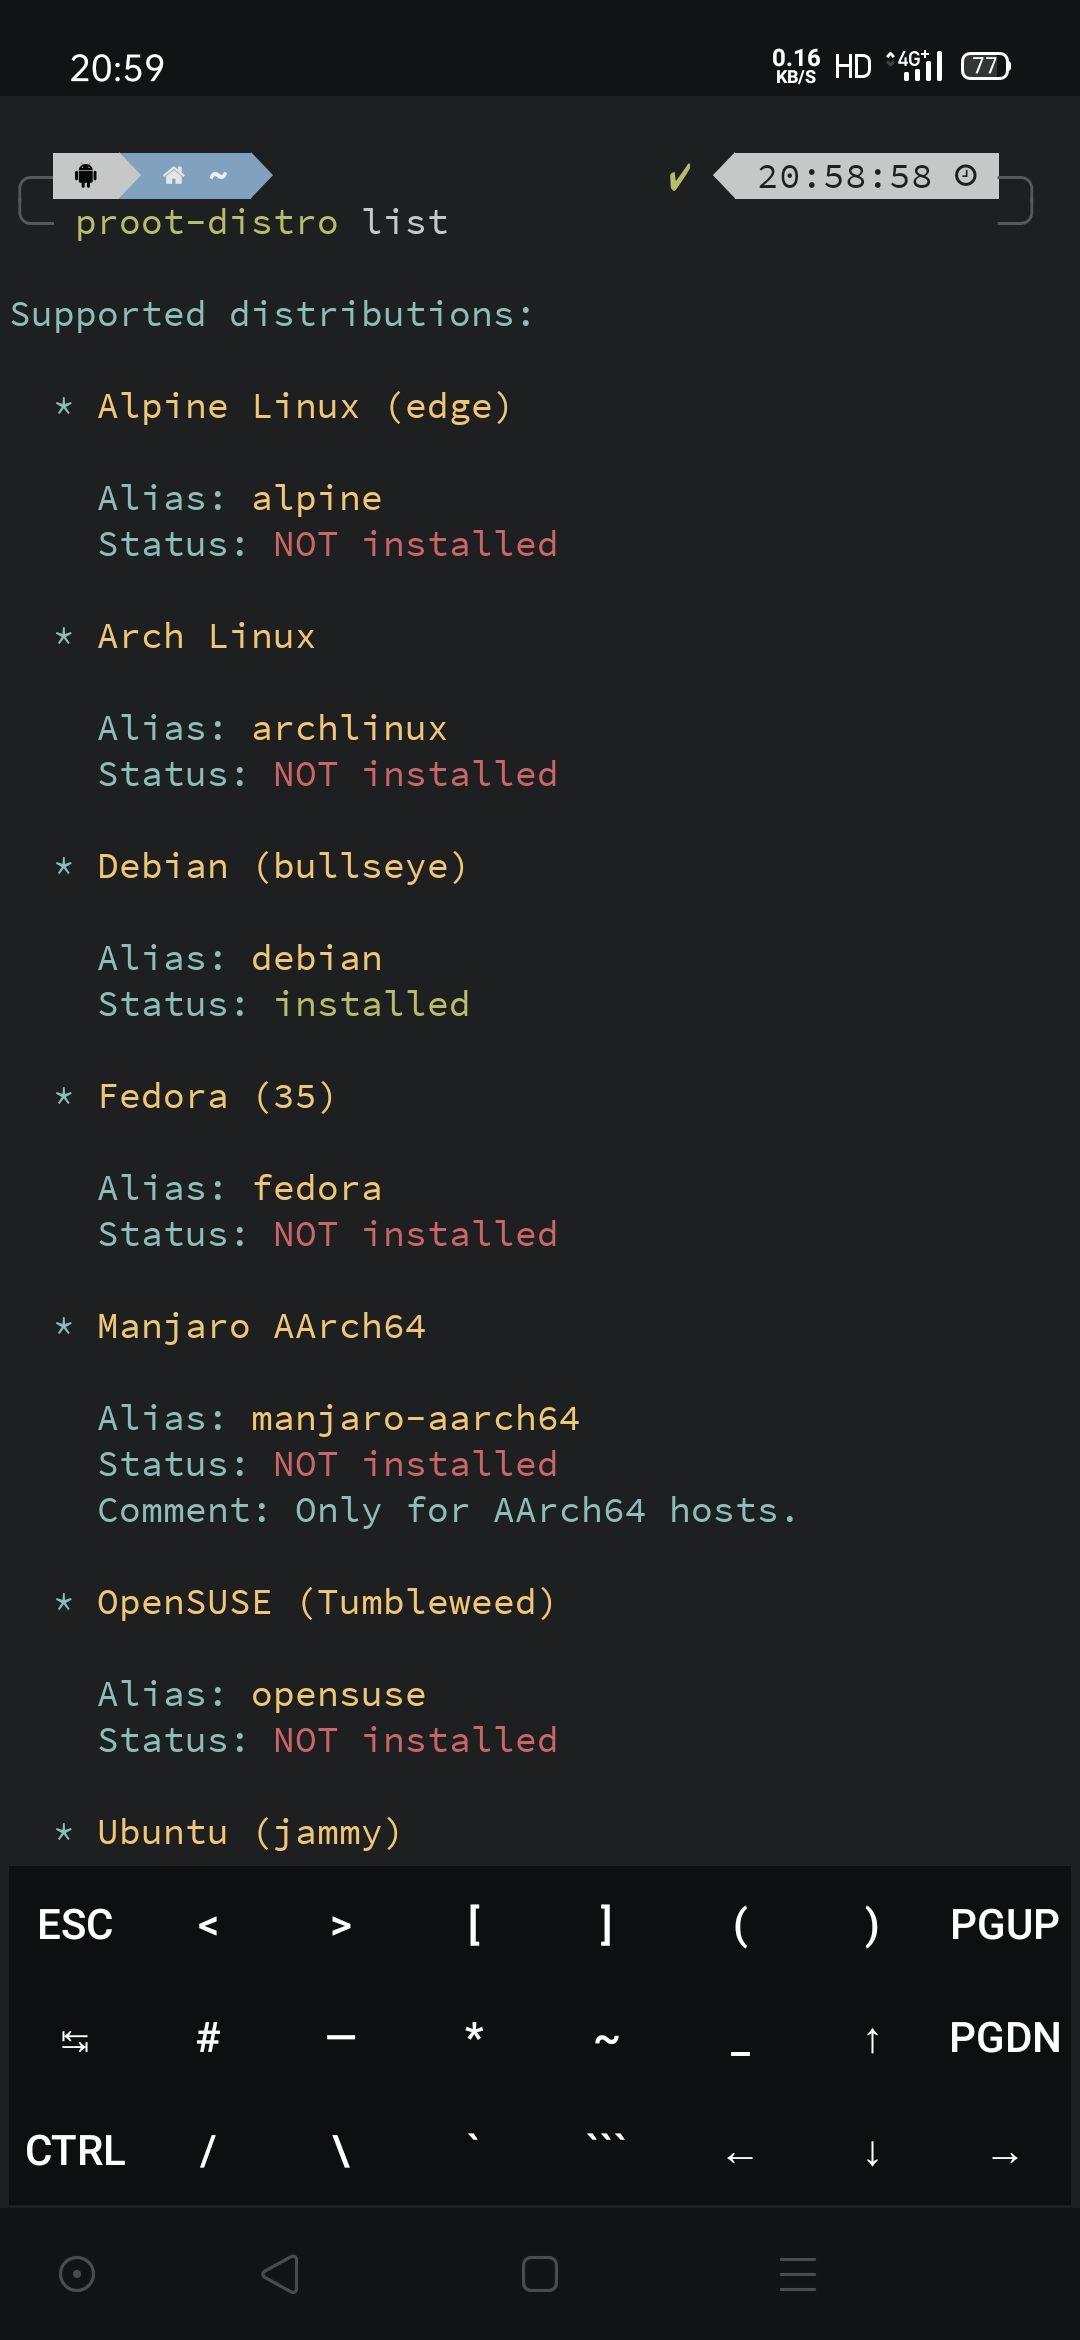 20:59
0.16 KB/S HD 4G+ 77
~ ✔ 20:58:58
proot-distro list
Supported distributions:
* Alpine Linux (edge)
Alias: alpine
Status: NOT installed
* Arch Linux
Alias: archlinux
Status: NOT installed
* Debian (bullseye)
Alias: debian
Status: installed
* Fedora (35)
Alias: fedora
Status: NOT installed
* Manjaro AArch64
Alias: manjaro-aarch64
Status: NOT installed
Comment: Only for AArch64 hosts.
* OpenSUSE (Tumbleweed)
Alias: opensuse
Status: NOT installed
* Ubuntu (jammy)
ESC < > [ ] ( ) PGUP
↹ # — * ~ _ ↑ PGDN
CTRL / \ ` ``` ← ↓ →